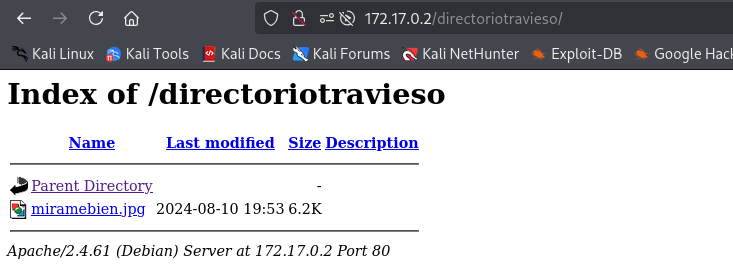 172.17.0.2/directoriotravieso/
Kali Linux Kali Tools Kali Docs Kali Forums Kali NetHunter Exploit-DB Google Hack
Index of /directoriotravieso
Name Last modified Size Description
Parent Directory -
miramebien.jpg 2024-08-10 19:53 6.2K
Apache/2.4.61 (Debian) Server at 172.17.0.2 Port 80